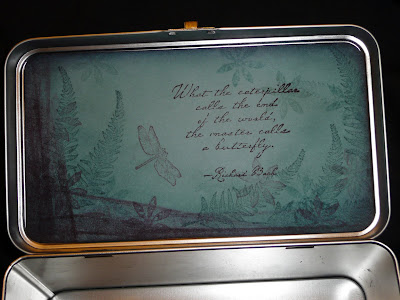 What the caterpillar
calls the end
of the world,
the master calls
a butterfly.
—Richard Bach